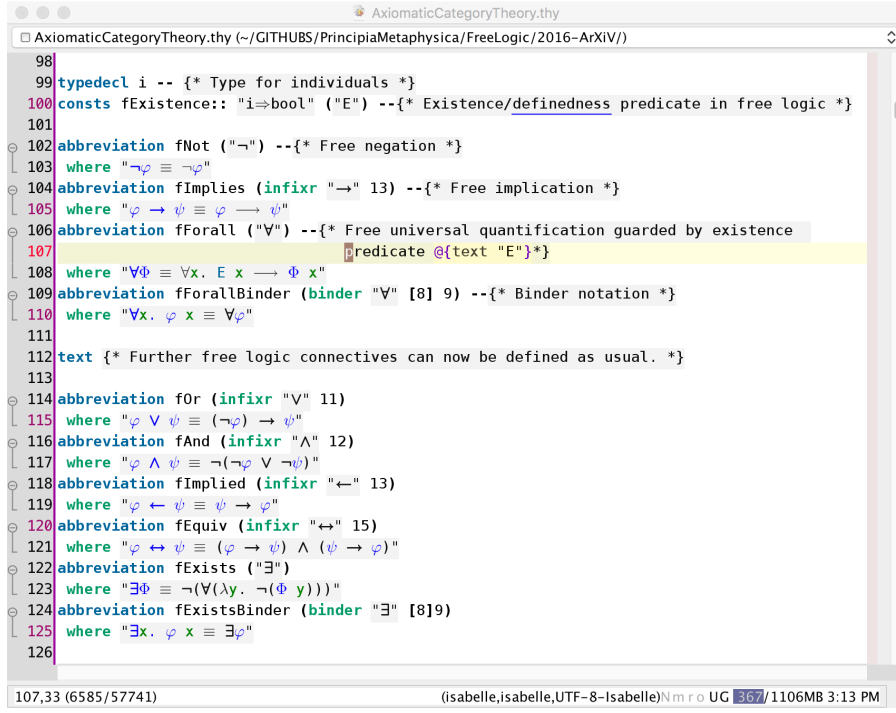 AxiomaticCategoryTheory.thy
AxiomaticCategoryTheory.thy (~/GITHUBS/PrincipiaMetaphysica/FreeLogic/2016-ArXiV/)
98
99 typedecl i -- {* Type for individuals *}
100 consts fExistence:: "i⇒bool" ("E") --{* Existence/definedness predicate in free logic *}
101
102 abbreviation fNot ("¬") --{* Free negation *}
103 where "¬φ ≡ ¬φ"
104 abbreviation fImplies (infixr "→" 13) --{* Free implication *}
105 where "φ → ψ ≡ φ ⟶ ψ"
106 abbreviation fForall ("∀") --{* Free universal quantification guarded by existence
107 predicate @{text "E"}*}
108 where "∀Φ ≡ ∀x. E x ⟶ Φ x"
109 abbreviation fForallBinder (binder "∀" [8] 9) --{* Binder notation *}
110 where "∀x. φ x ≡ ∀φ"
111
112 text {* Further free logic connectives can now be defined as usual. *}
113
114 abbreviation fOr (infixr "∨" 11)
115 where "φ ∨ ψ ≡ (¬φ) → ψ"
116 abbreviation fAnd (infixr "∧" 12)
117 where "φ ∧ ψ ≡ ¬(¬φ ∨ ¬ψ)"
118 abbreviation fImplied (infixr "←" 13)
119 where "φ ← ψ ≡ ψ → φ"
120 abbreviation fEquiv (infixr "↔" 15)
121 where "φ ↔ ψ ≡ (φ → ψ) ∧ (ψ → φ)"
122 abbreviation fExists ("∃")
123 where "∃Φ ≡ ¬(∀(λy. ¬(Φ y)))"
124 abbreviation fExistsBinder (binder "∃" [8]9)
125 where "∃x. φ x ≡ ∃φ"
126
107,33 (6585/57741) (isabelle,isabelle,UTF-8-Isabelle)N m r o UG 367/1106MB 3:13 PM